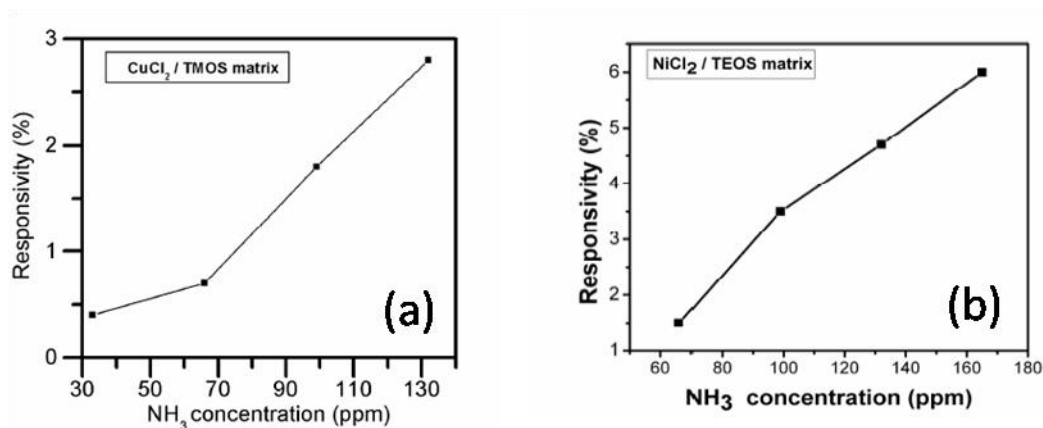 3
2
1
0
Responsivity (%)
CuCl₂ / TMOS matrix
(a)
30 50 70 90 110 130
NH₃ concentration (ppm)
6
5
4
3
2
1
Responsivity (%)
NiCl₂ / TEOS matrix
(b)
60 80 100 120 140 160 180
NH₃ concentration (ppm)